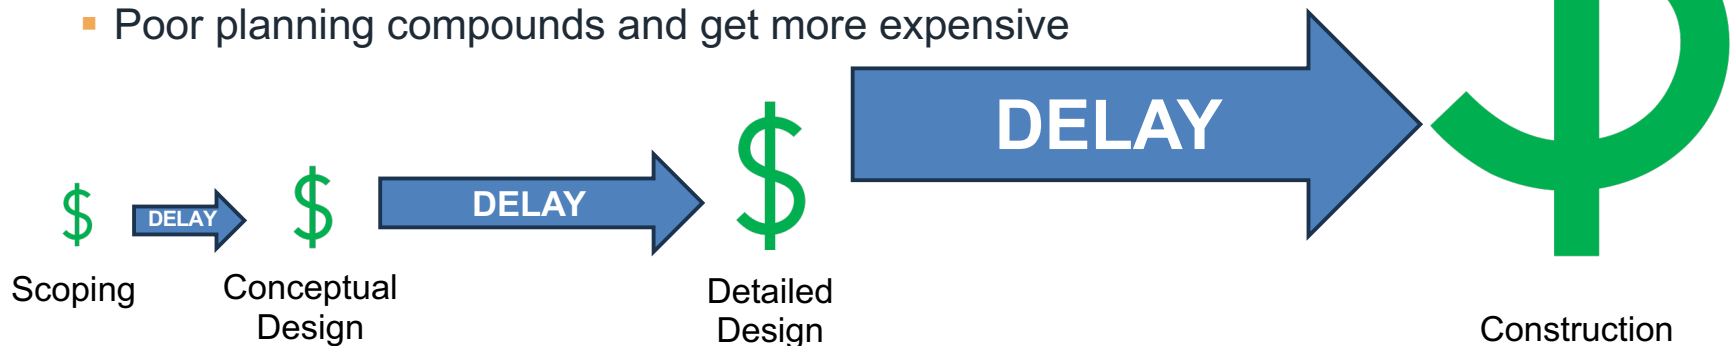 ▪ Poor planning compounds and get more expensive
$ DELAY $ DELAY $ DELAY $
Scoping
Conceptual
Design
Detailed
Design
Construction